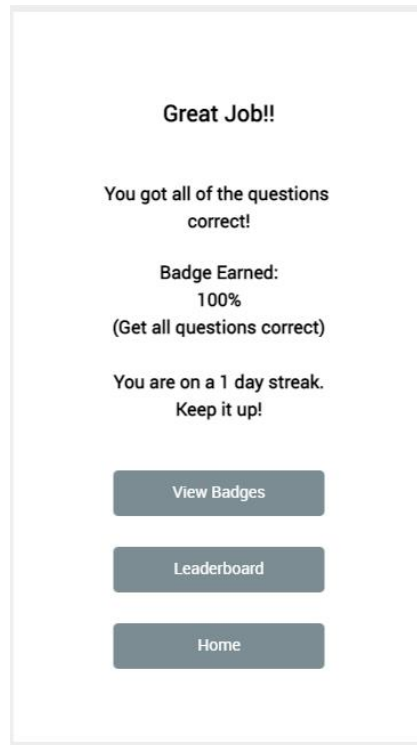 Great Job!!
You got all of the questions
correct!
Badge Earned:
100%
(Get all questions correct)
You are on a 1 day streak.
Keep it up!
View Badges
Leaderboard
Home